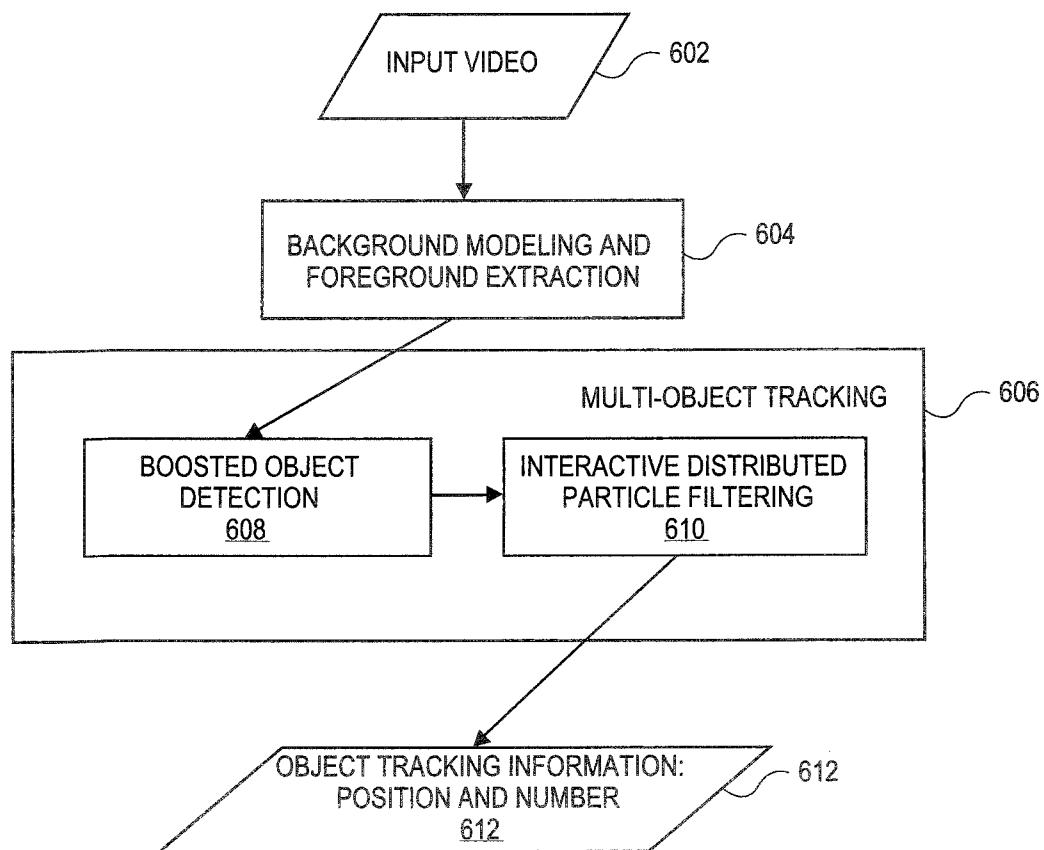 INPUT VIDEO
602
BACKGROUND MODELING AND
FOREGROUND EXTRACTION
604
MULTI-OBJECT TRACKING
606
BOOSTED OBJECT
DETECTION
608
INTERACTIVE DISTRIBUTED
PARTICLE FILTERING
610
OBJECT TRACKING INFORMATION:
POSITION AND NUMBER
612
612